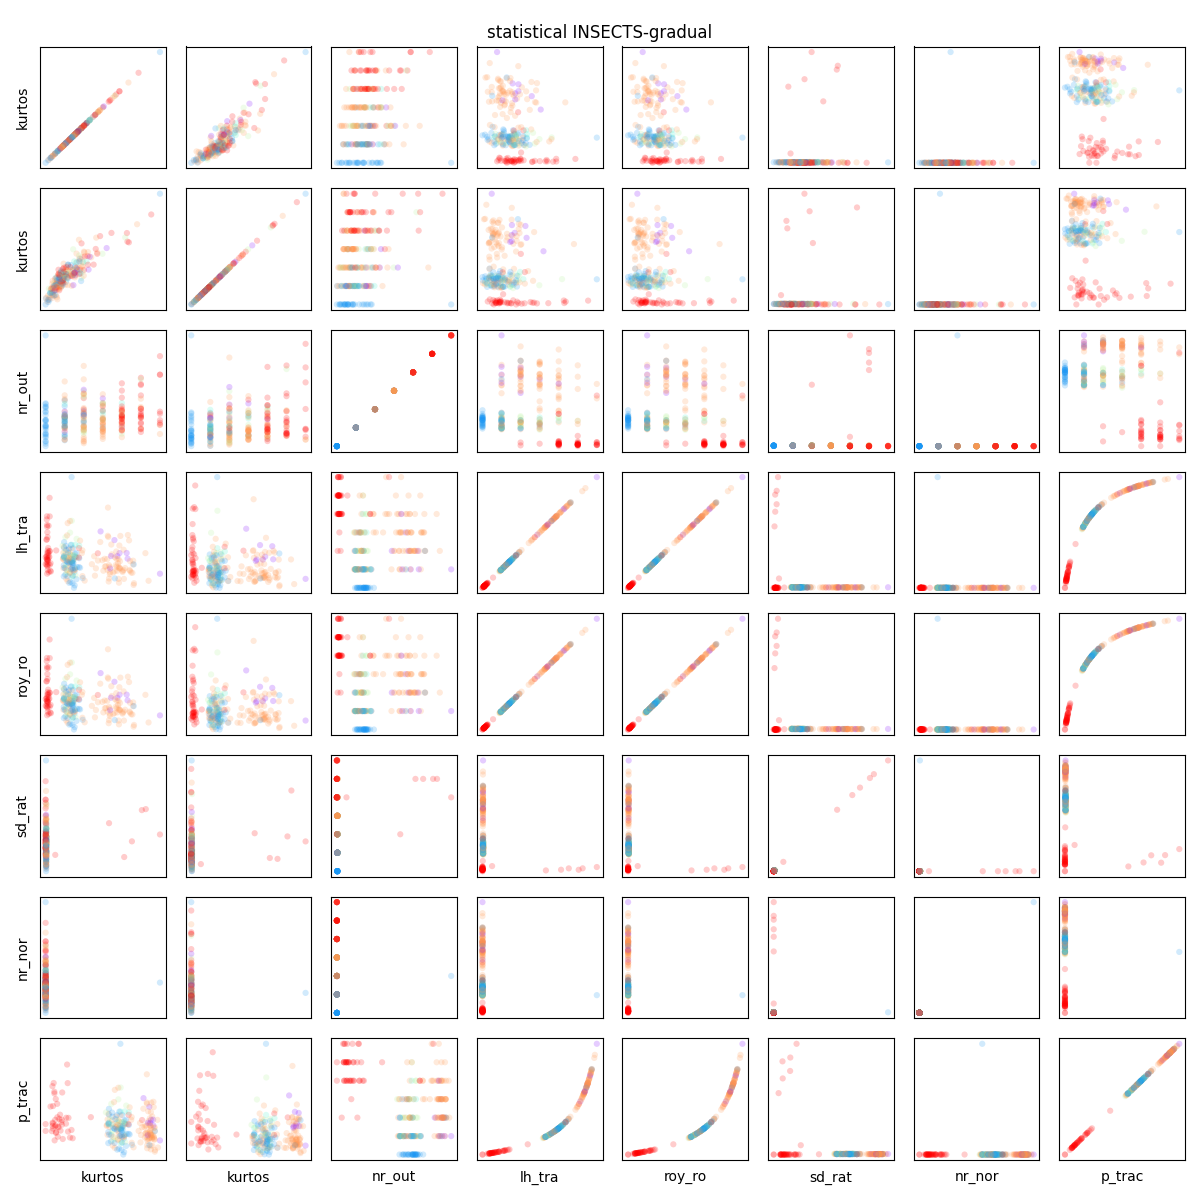 statistical INSECTS-gradual
kurtos
kurtos
nr_out
lh_tra
roy_ro
sd_rat
nr_nor
p_trac
kurtos kurtos nr_out lh_tra roy_ro sd_rat nr_nor p_trac